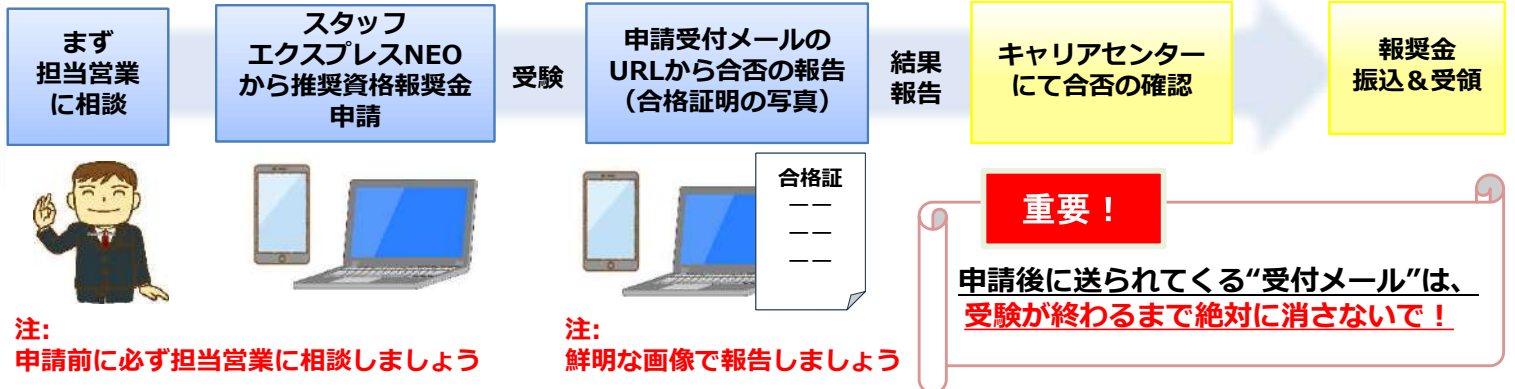 まず
担当営業
に相談
スタッフ
エクスプレスNEO
から推奨資格報奨金
申請
受験
申請受付メールの
URLから合否の報告
（合格証明の写真）
結果
報告
キャリアセンター
にて合否の確認
報奨金
振込＆受領
合格証
ーー
ーー
ーー
重要！
申請後に送られてくる“受付メール”は、
受験が終わるまで絶対に消さないで！
注:
申請前に必ず担当営業に相談しましょう
注:
鮮明な画像で報告しましょう